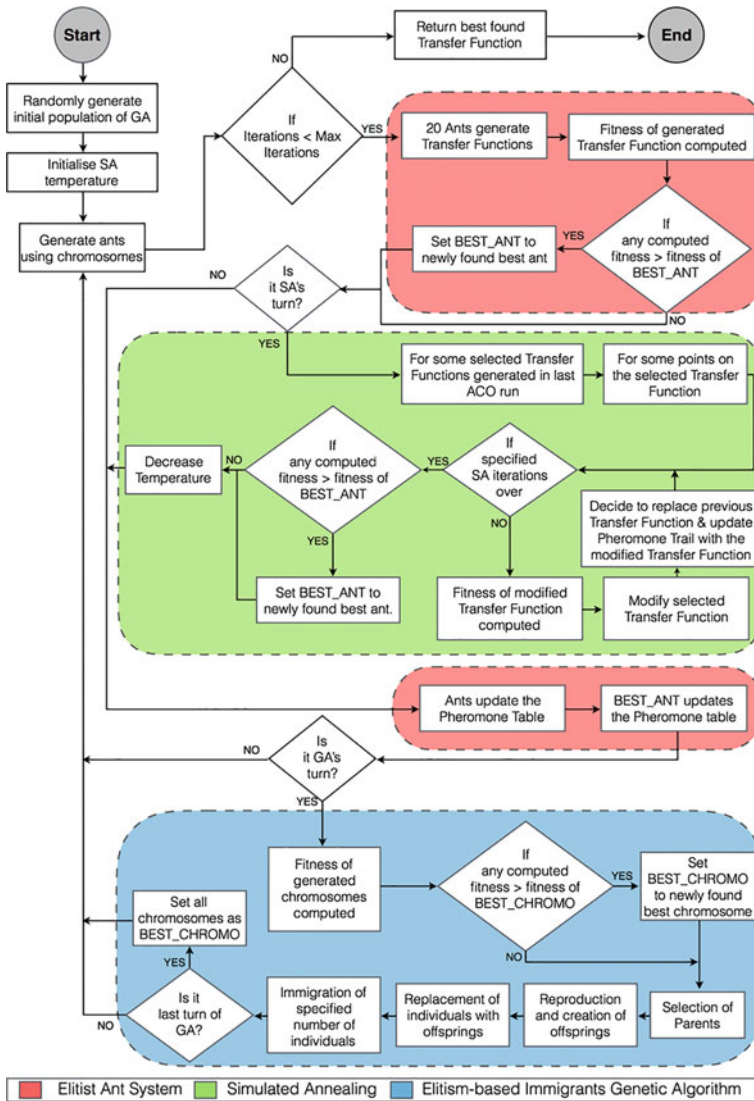 Start
Return best found
Transfer Function
End
Randomly generate
initial population of GA
NO
If
Iterations < Max
Iterations
YES
20 Ants generate
Transfer Functions
Fitness of generated
Transfer Function computed
Initialise SA
temperature
Generate ants
using chromosomes
Set BEST_ANT to
newly found best ant
YES
If
any computed
fitness > fitness of
BEST_ANT
NO
NO
Is
it SA's
turn?
YES
For some selected Transfer
Functions generated in last
ACO run
For some points on
the selected Transfer
Function
Decrease
Temperature
NO
If
any computed
fitness > fitness of
BEST_ANT
YES
YES
If
specified
SA iterations
over
NO
Decide to replace previous
Transfer Function & update
Pheromone Trail with the
modified Transfer Function
Set BEST_ANT to
newly found best ant.
Fitness of modified
Transfer Function
computed
Modify selected
Transfer Function
Ants update the
Pheromone Table
BEST_ANT updates
the Pheromone table
NO
Is
it GA's
turn?
YES
Fitness of
generated
chromosomes
computed
If
any computed
fitness > fitness of
BEST_CHROMO
YES
NO
Set
BEST_CHROMO
to newly found
best chromosome
Set all
chromosomes as
BEST_CHROMO
YES
Is it
last turn of
GA?
NO
Immigration of
specified
number of
individuals
Replacement of
individuals with
offsprings
Reproduction
and creation of
offsprings
Selection of
Parents
Elitist Ant System
Simulated Annealing
Elitism-based Immigrants Genetic Algorithm